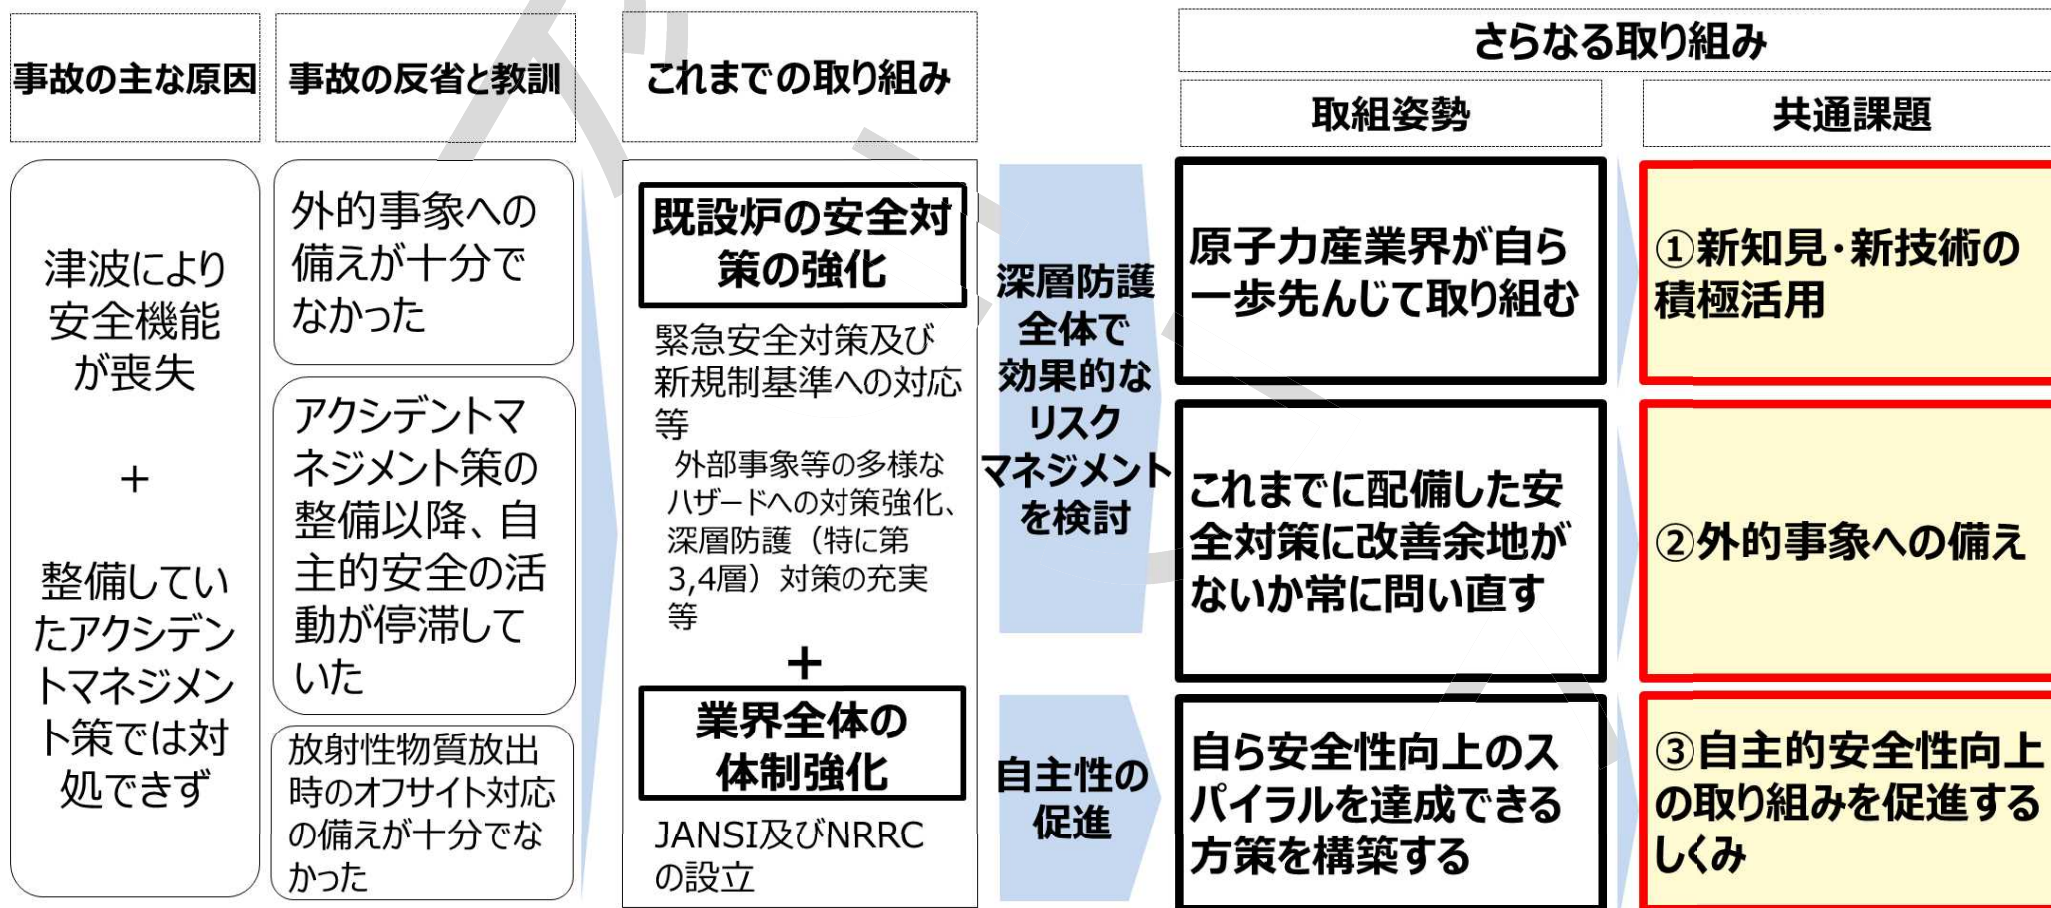 事故の主な原因
事故の反省と教訓
これまでの取り組み
さらなる取り組み
取組姿勢
共通課題
津波により
安全機能
が喪失
+
整備してい
たアクシデン
トマネジメン
ト策では対
処できず
外的事象への
備えが十分で
なかった
アクシデントマ
ネジメント策の
整備以降、自
主的安全の活
動が停滞して
いた
放射性物質放出
時のオフサイト対応
の備えが十分でな
かった
既設炉の安全対
策の強化
緊急安全対策及び
新規制基準への対応
等
外部事象等の多様な
ハザードへの対策強化、
深層防護（特に第
3,4層）対策の充実
等
+
業界全体の
体制強化
JANSI及びNRRC
の設立
深層防護
全体で
効果的な
リスク
マネジメント
を検討
自主性の
促進
原子力産業界が自ら
一歩先んじて取り組む
これまでに配備した安
全対策に改善余地が
ないか常に問い直す
自ら安全性向上のス
パイラルを達成できる
方策を構築する
①新知見・新技術の
積極活用
②外的事象への備え
③自主的安全性向上
の取り組みを促進する
しくみ